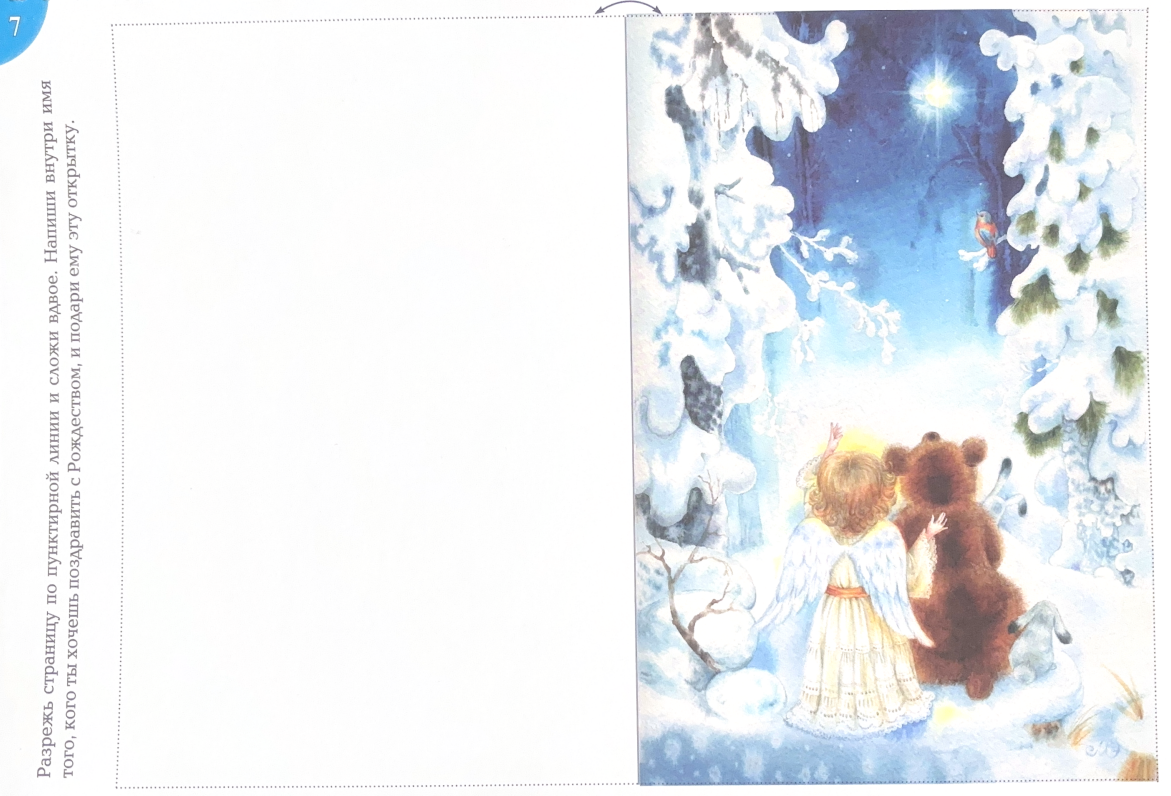 7
Разрежь страницу по пунктирной линии и сложи вдвое. Напиши внутри имя
того, кого ты хочешь поздравить с Рождеством, и подари ему эту открытку.